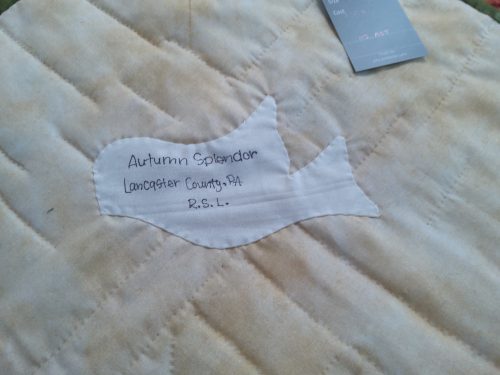 Autumn Splendor
Lancaster County, PA
R.S.L.